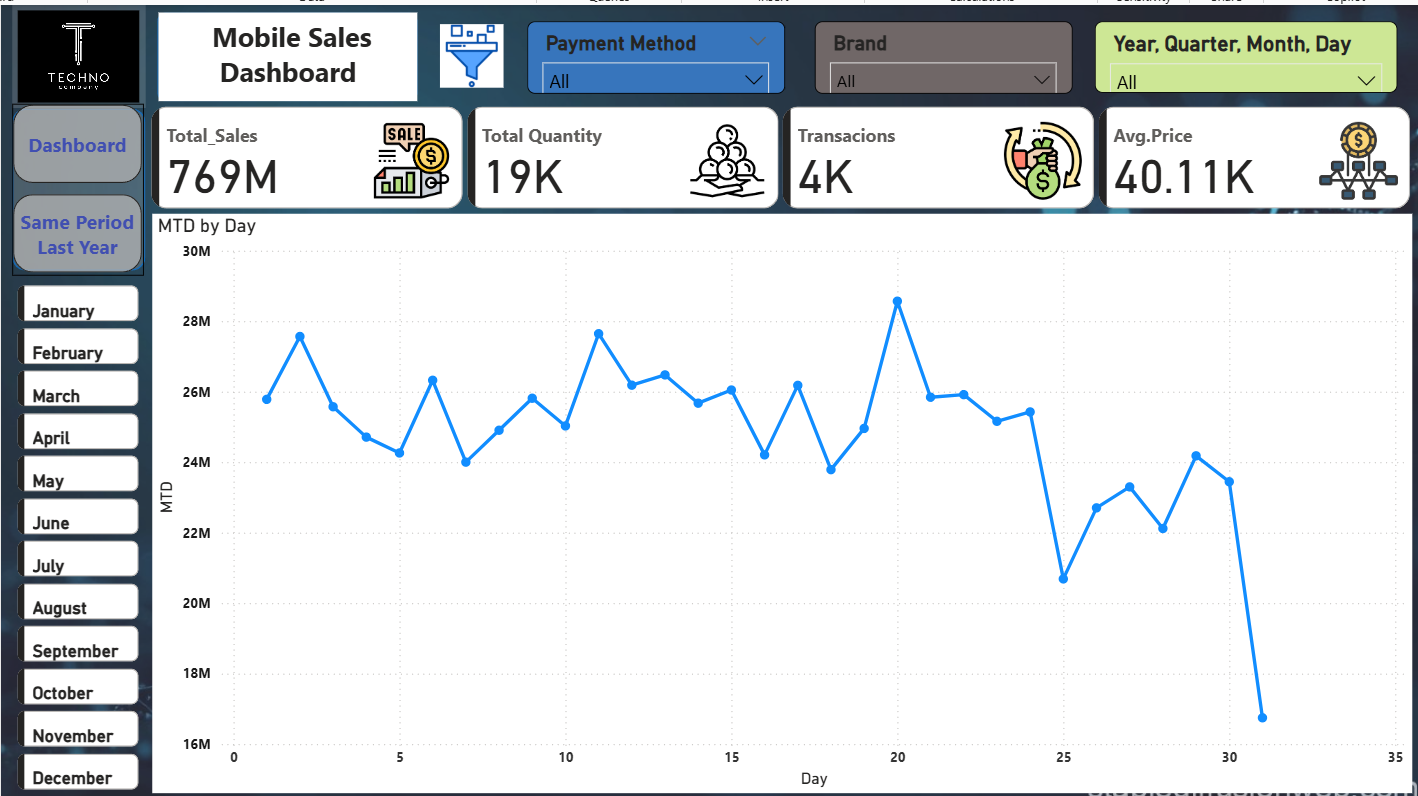 TECHNO
COMPANY
Mobile Sales
Dashboard
Payment Method
All
Brand
All
Year, Quarter, Month, Day
All
Dashboard
Same Period
Last Year
Total_Sales
769M
SALE
Total Quantity
19K
Transacions
4K
Avg.Price
40.11K
January
February
March
April
May
June
July
August
September
October
November
December
MTD by Day
30M
28M
26M
24M
22M
20M
18M
16M
MTD
0 5 10 15 20 25 30 35
Day